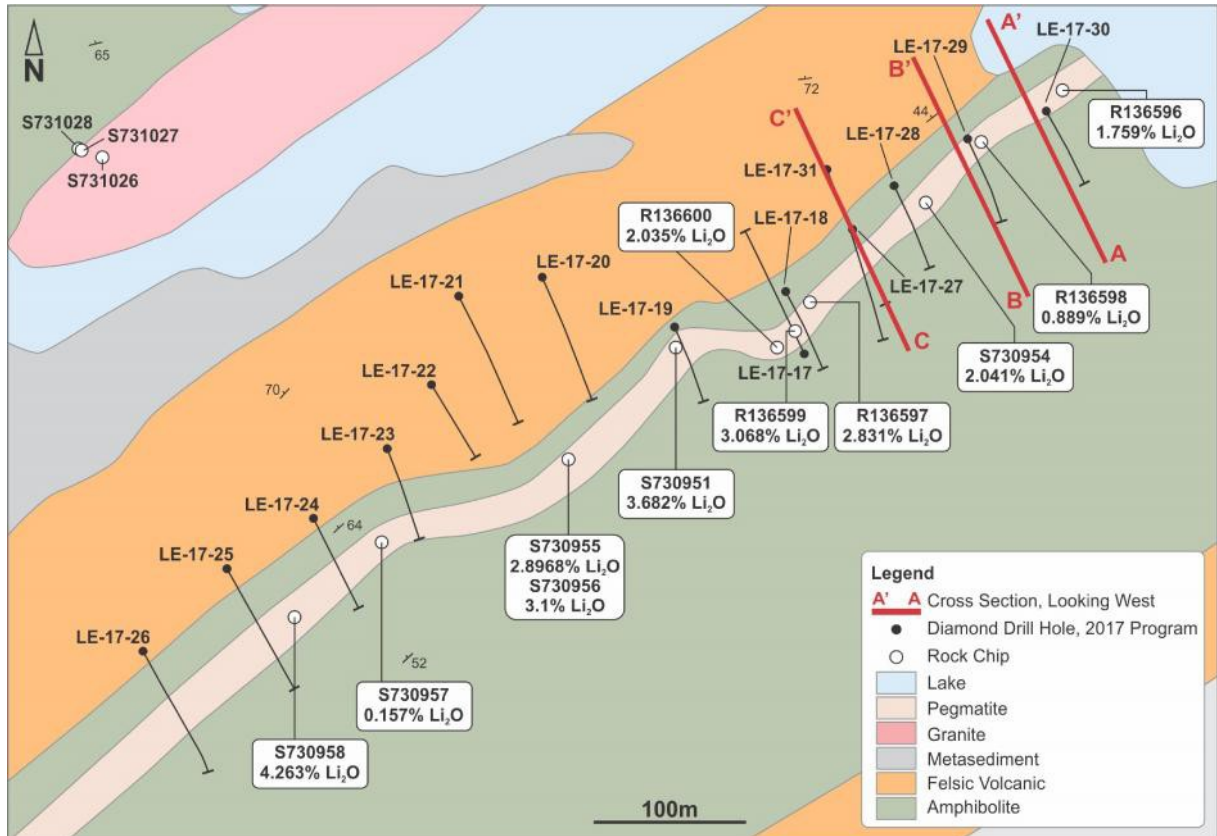 A'
LE-17-30
LE-17-29
65
N
B'
72
44
R136596
1.759% Li₂O
C'
S731028
S731027
LE-17-28
S731026
LE-17-31
R136600
2.035% Li₂O
LE-17-18
A
LE-17-20
LE-17-21
LE-17-27
B
R136598
0.889% Li₂O
LE-17-19
C
S730954
2.041% Li₂O
LE-17-22
LE-17-17
70
R136599
3.068% Li₂O
R136597
2.831% Li₂O
LE-17-23
S730951
3.682% Li₂O
LE-17-24
64
S730955
2.8968% Li₂O
S730956
3.1% Li₂O
LE-17-25
LE-17-26
52
S730957
0.157% Li₂O
S730958
4.263% Li₂O
100m
Legend
A' A Cross Section, Looking West
Diamond Drill Hole, 2017 Program
Rock Chip
Lake
Pegmatite
Granite
Metasediment
Felsic Volcanic
Amphibolite